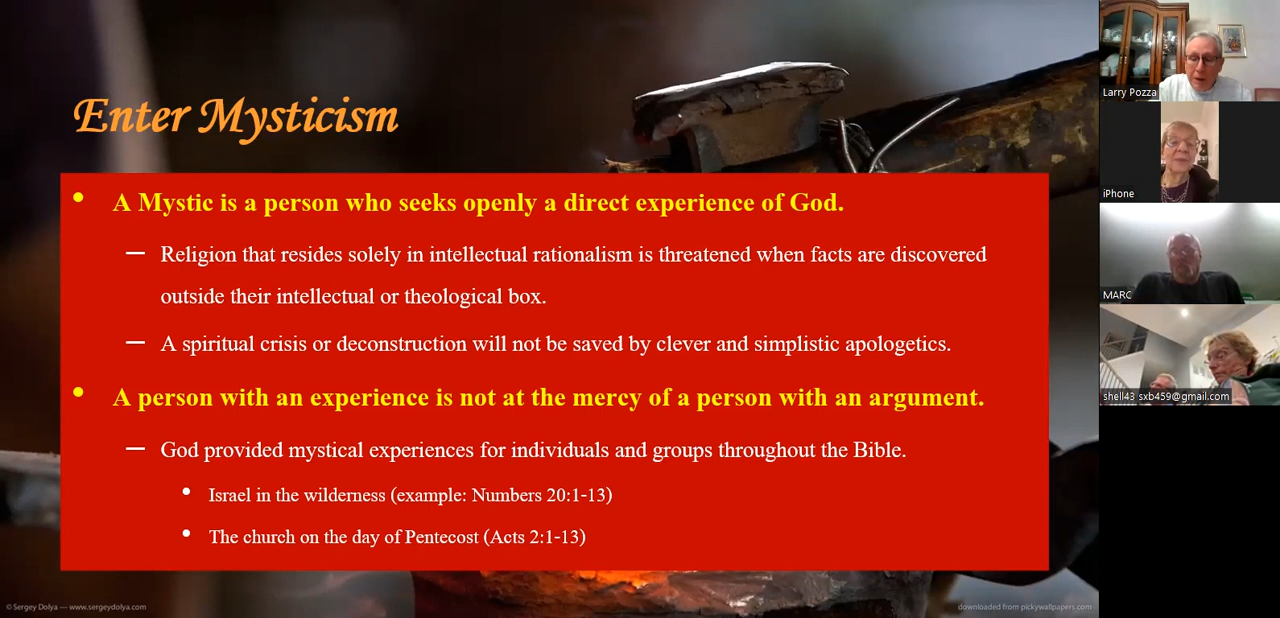 Enter Mysticism
• A Mystic is a person who seeks openly a direct experience of God.
— Religion that resides solely in intellectual rationalism is threatened when facts are discovered
outside their intellectual or theological box.
— A spiritual crisis or deconstruction will not be saved by clever and simplistic apologetics.
• A person with an experience is not at the mercy of a person with an argument.
— God provided mystical experiences for individuals and groups throughout the Bible.
• Israel in the wilderness (example: Numbers 20:1-13)
• The church on the day of Pentecost (Acts 2:1-13)
© Sergey Dolya — www.sergeydolya.com
downloaded from pickywallpapers.com
Larry Pozza
iPhone
MARC
shell43 sxb459@gmail.com